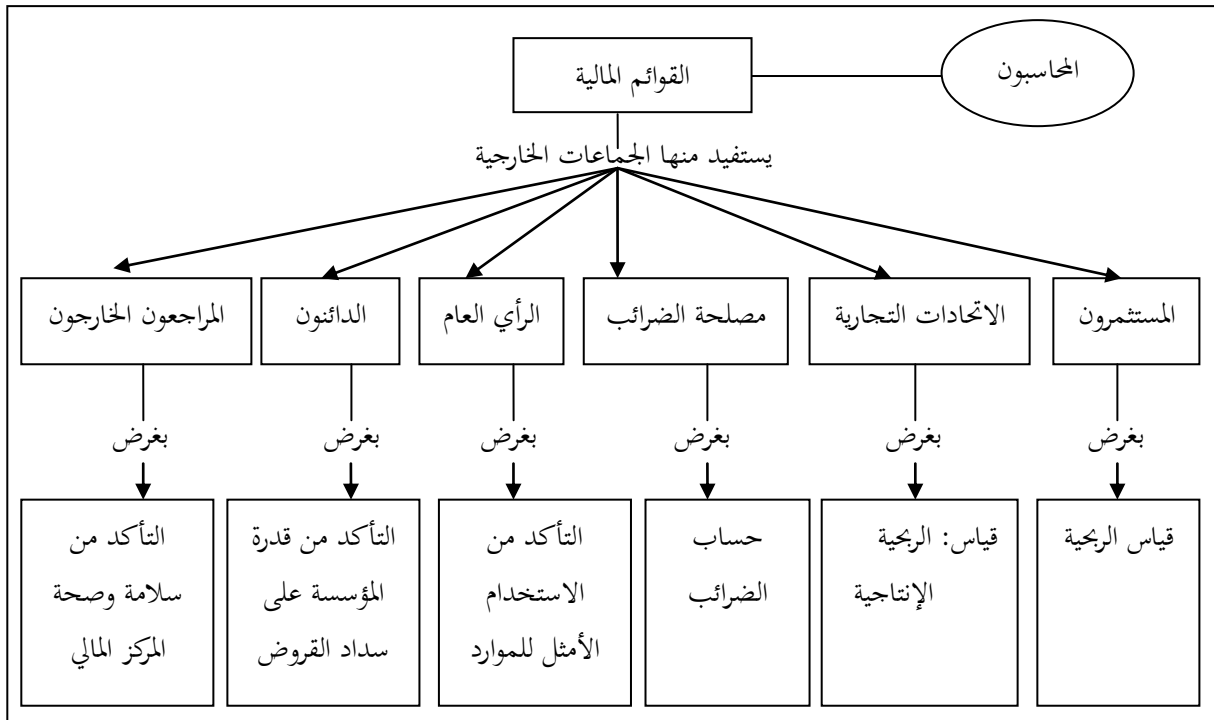 القوائم المالية
المحاسبون
يستفيد منها الجماعات الخارجية
المستثمرون
الاتحادات التجارية
مصلحة الضرائب
الرأي العام
الدائنون
المراجعون الخارجون
بغرض
بغرض
بغرض
بغرض
بغرض
بغرض
قياس الربحية
قياس: الربحية
الإنتاجية
حساب
الضرائب
التأكد من
الاستخدام
الأمثل للموارد
التأكد من قدرة
المؤسسة على
سداد القروض
التأكد من
سلامة وصحة
المركز المالي